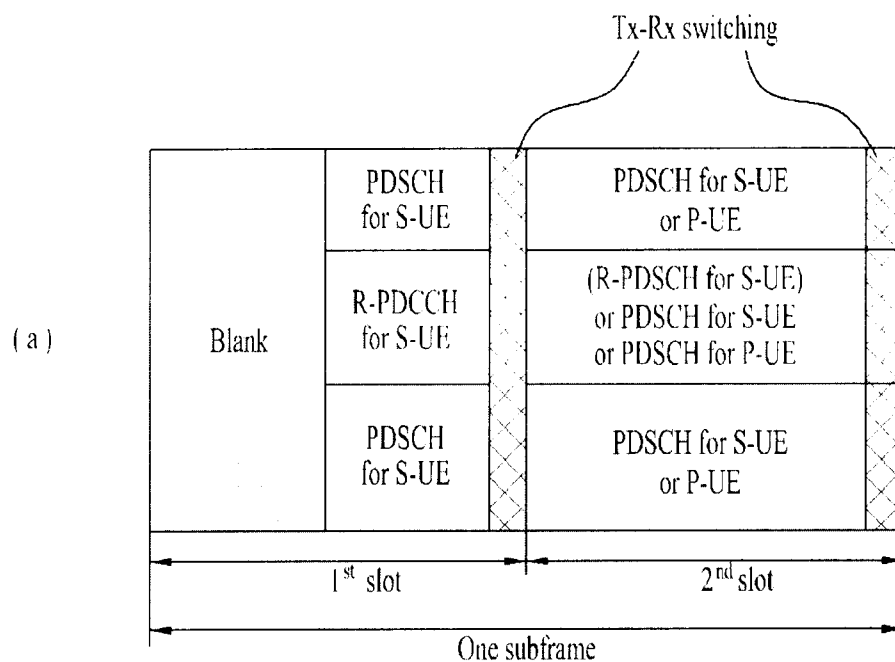 Tx-Rx switching
PDSCH
for S-UE
PDSCH for S-UE
or P-UE
( a )
Blank
R-PDCCH
for S-UE
(R-PDSCH for S-UE)
or PDSCH for S-UE
or PDSCH for P-UE
PDSCH
for S-UE
PDSCH for S-UE
or P-UE
1st slot
2nd slot
One subframe